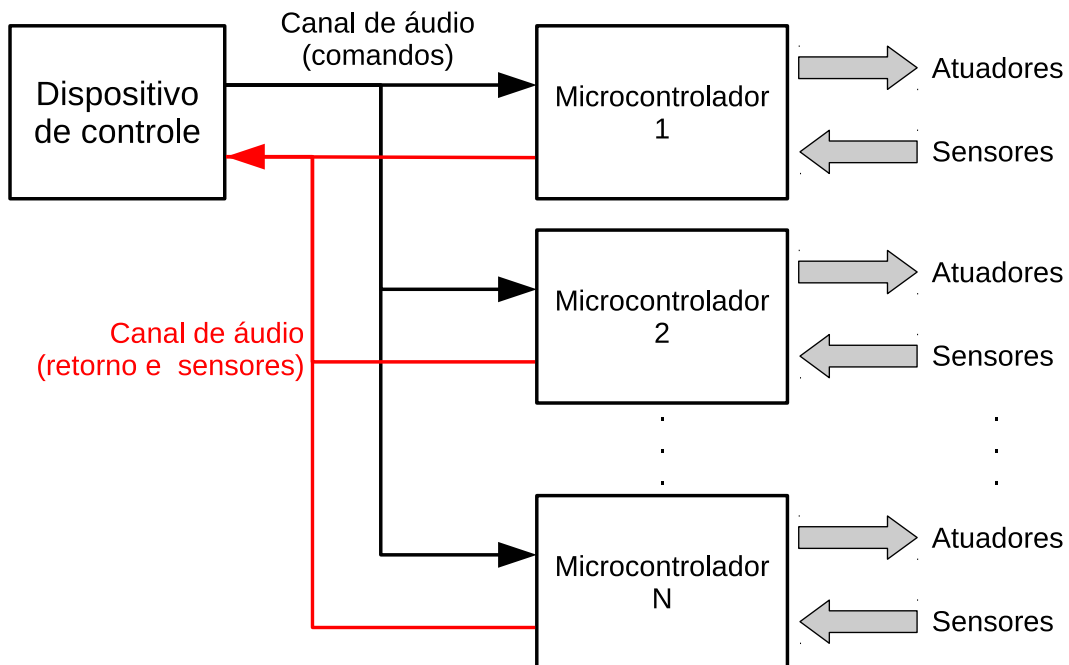 Canal de áudio
(comandos)
Dispositivo
de controle
Microcontrolador
1
Atuadores
Sensores
Microcontrolador
2
Atuadores
Sensores
Canal de áudio
(retorno e sensores)
Microcontrolador
N
Atuadores
Sensores